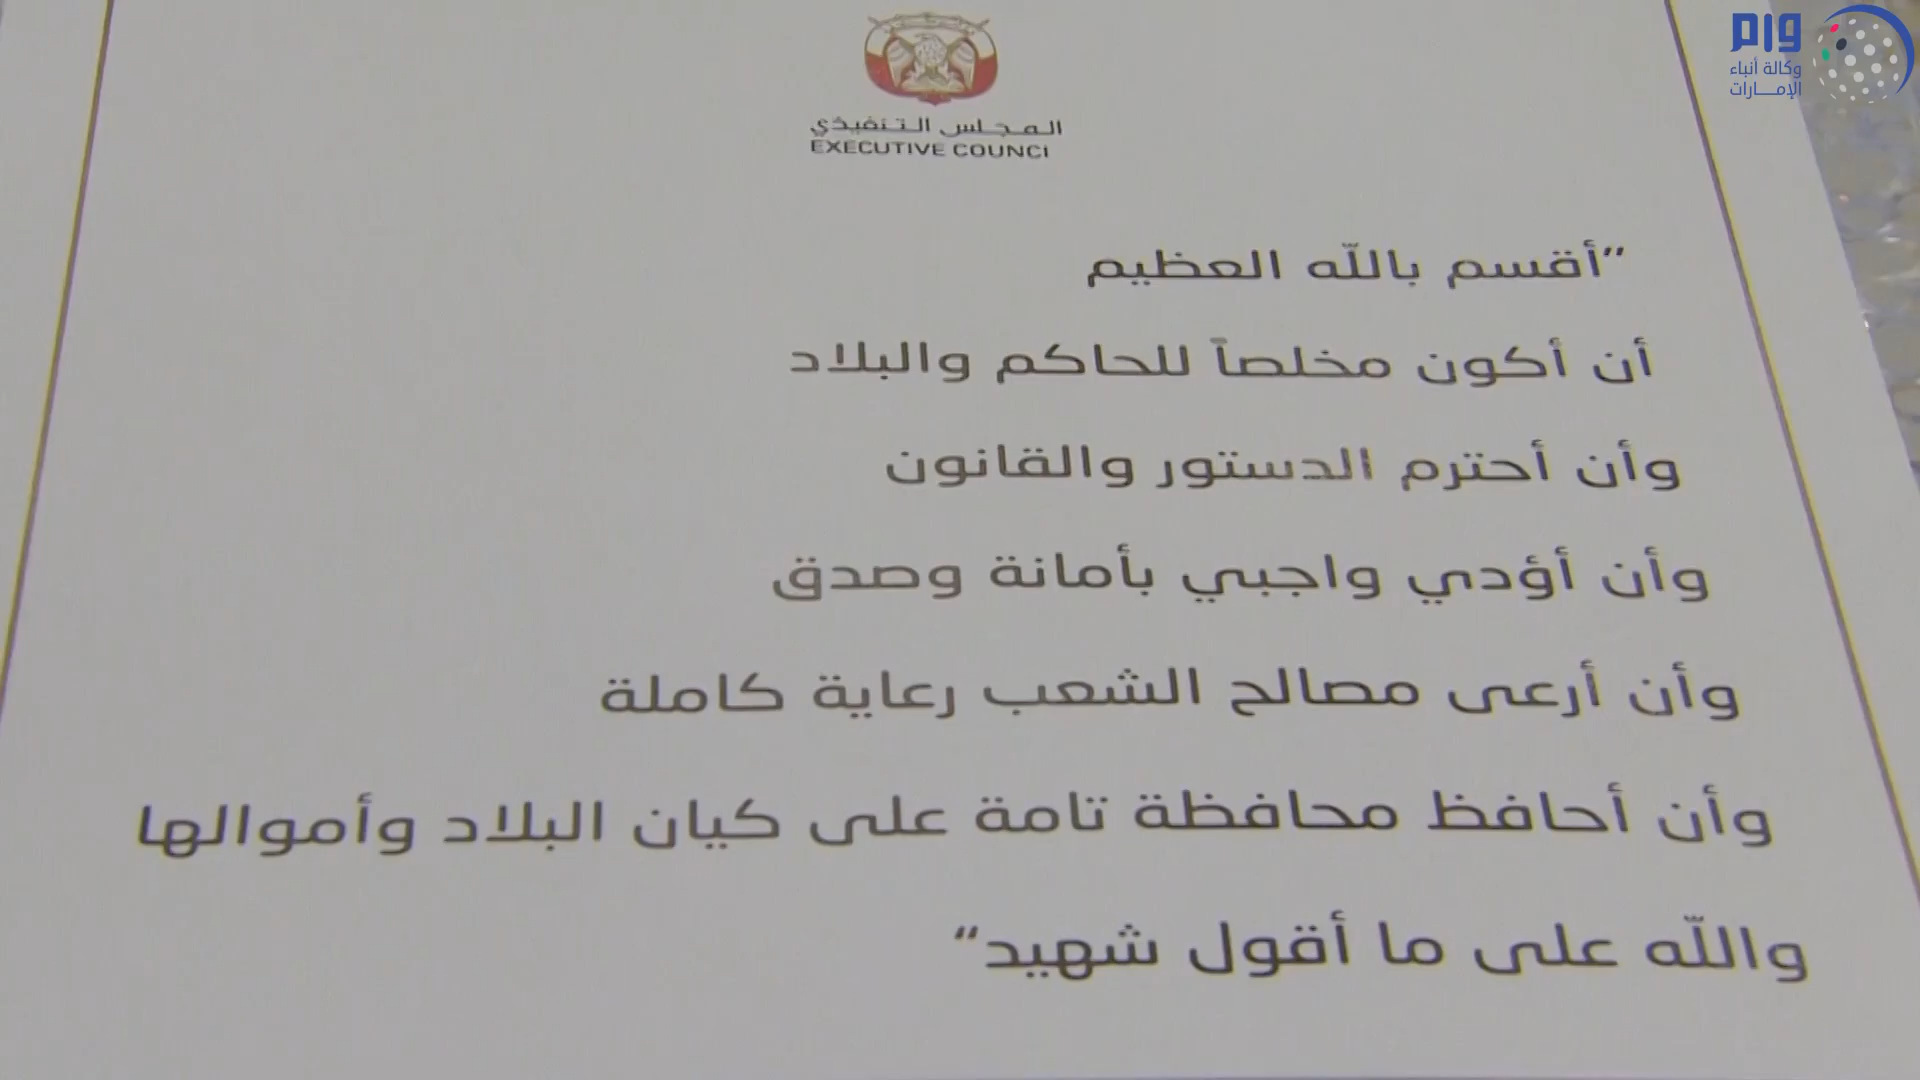 وام
وكالة أنباء
الإمارات
المجلس التنفيذي
EXECUTIVE COUNCI
”أقسم بالله العظيم
أن أكون مخلصاً للحاكم والبلاد
وأن أحترم الدستور والقانون
وأن أؤدي واجبي بأمانة وصدق
وأن أرعى مصالح الشعب رعاية كاملة
وأن أحافظ محافظة تامة على كيان البلاد وأموالها
والله على ما أقول شهيد“